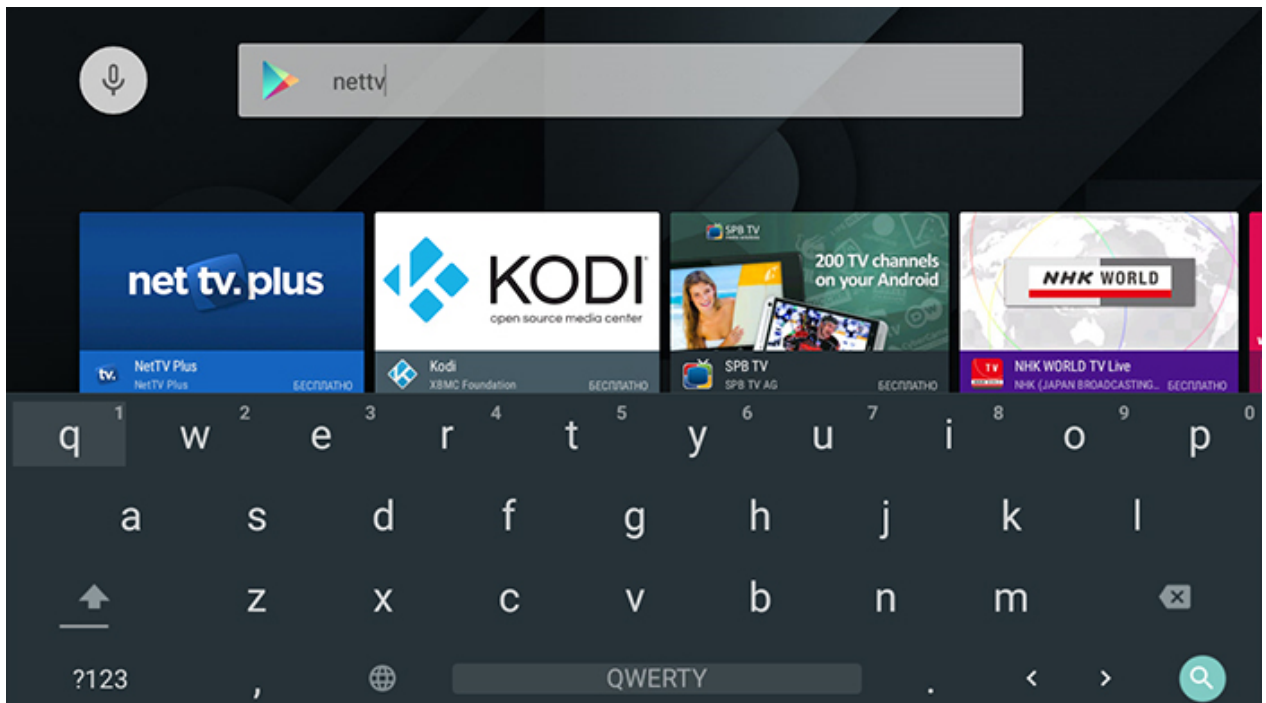 nettv
net tv. plus
KODI
open source media center
SPB TV
200 TV channels
on your Android
NHK WORLD
tv. NetTV Plus
NetTV Plus БЕСПЛАТНО
Kodi
XBMC Foundation БЕСПЛАТНО
SPB TV
SPB TV AG БЕСПЛАТНО
TV NHK WORLD TV Live
NHK (JAPAN BROADCASTING... БЕСПЛАТНО
q 1 w 2 e 3 r 4 t 5 y 6 u 7 i 8 o 9 p 0
a s d f g h j k l
z x c v b n m
?123 , QWERTY . < >